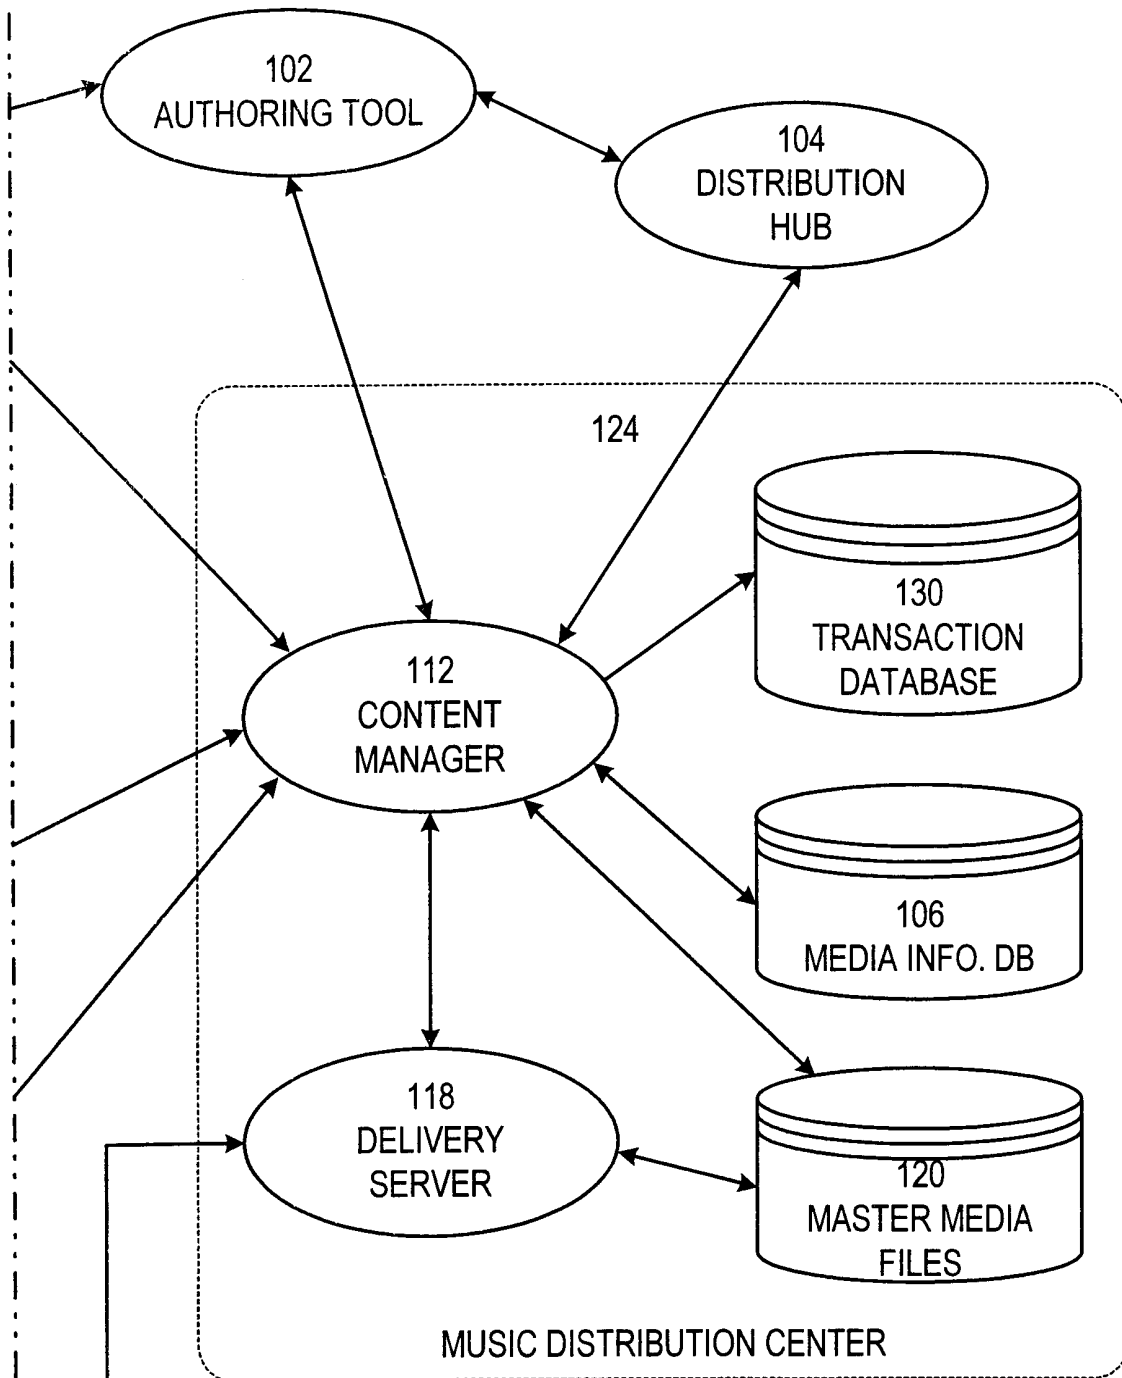 102
AUTHORING TOOL
104
DISTRIBUTION
HUB
124
130
TRANSACTION
DATABASE
112
CONTENT
MANAGER
106
MEDIA INFO. DB
118
DELIVERY
SERVER
120
MASTER MEDIA
FILES
MUSIC DISTRIBUTION CENTER